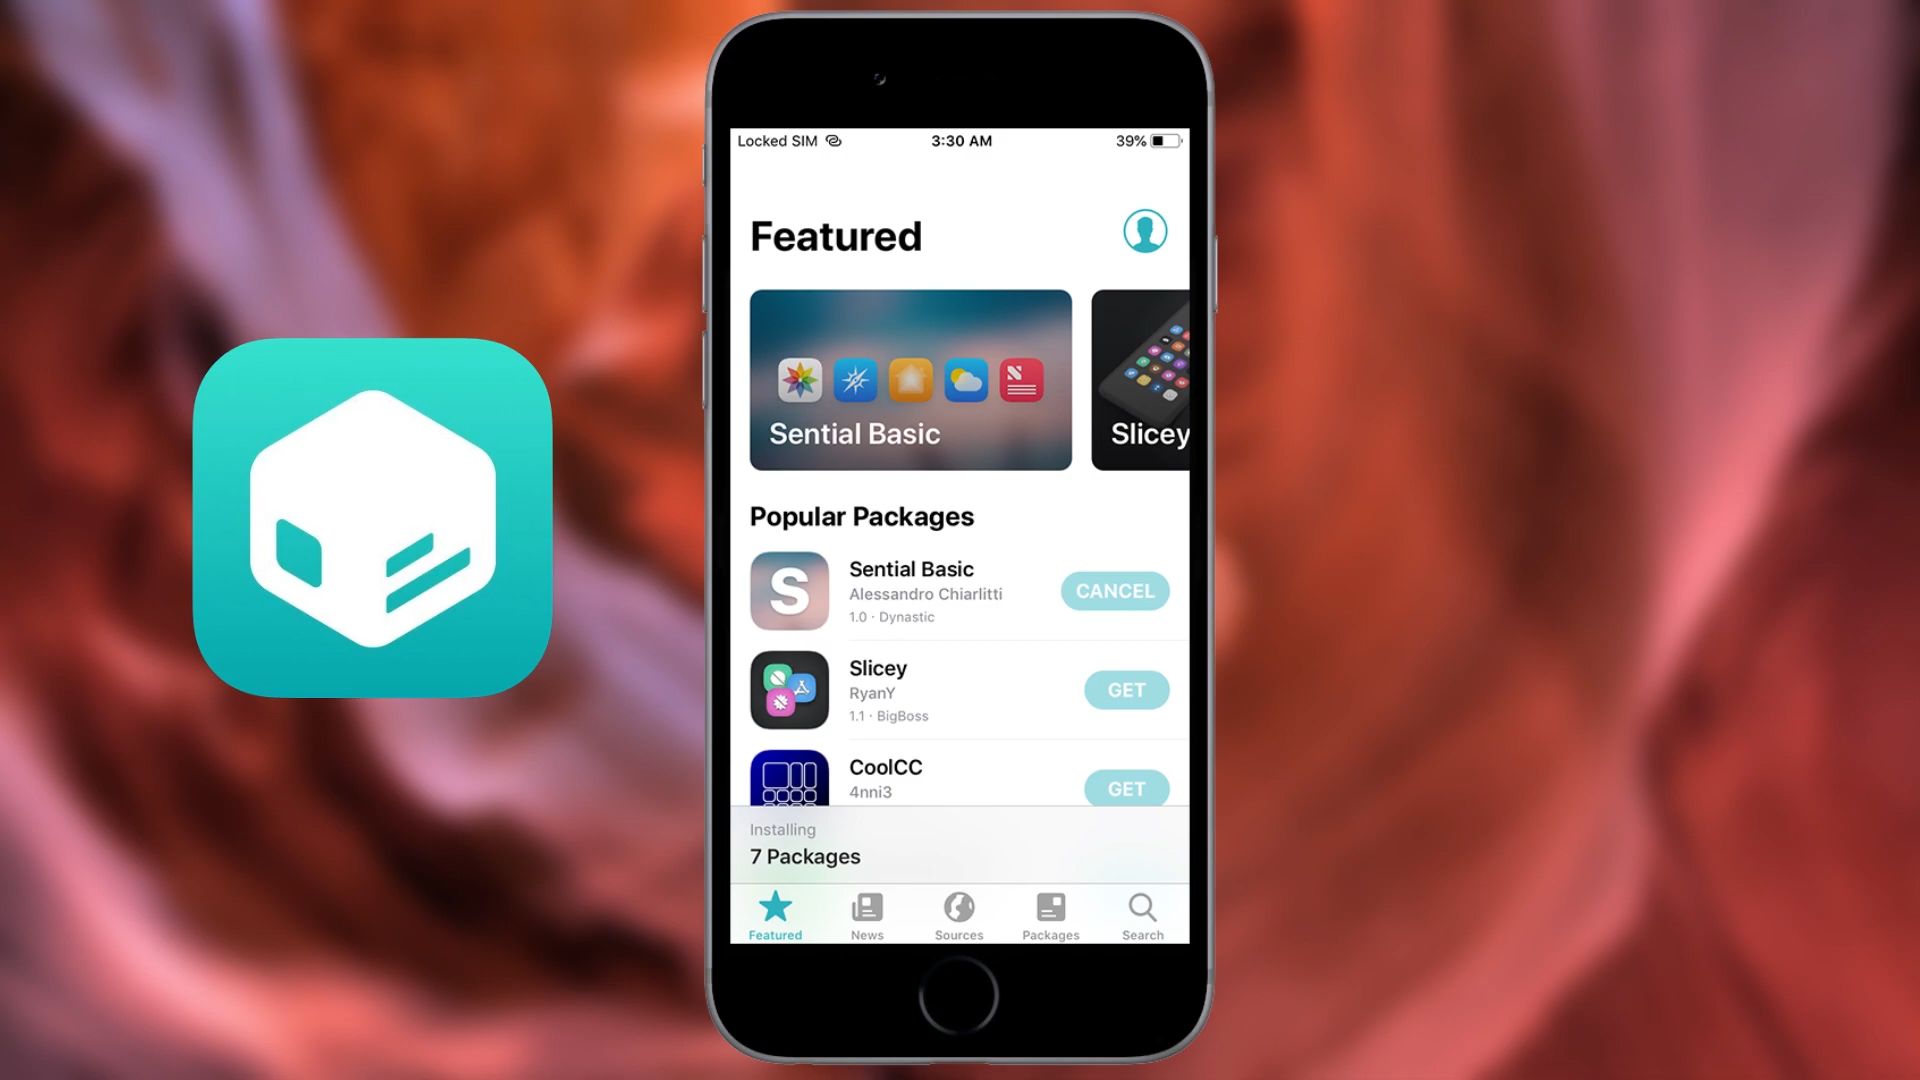 Locked SIM 3:30 AM 39%
Featured
Sential Basic Slicey
Popular Packages
S
Sential Basic
Alessandro Chiarlitti
1.0 · Dynastic
CANCEL
Slicey
RyanY
1.1 · BigBoss
GET
CoolCC
4nni3
GET
Installing
7 Packages
Featured News Sources Packages Search